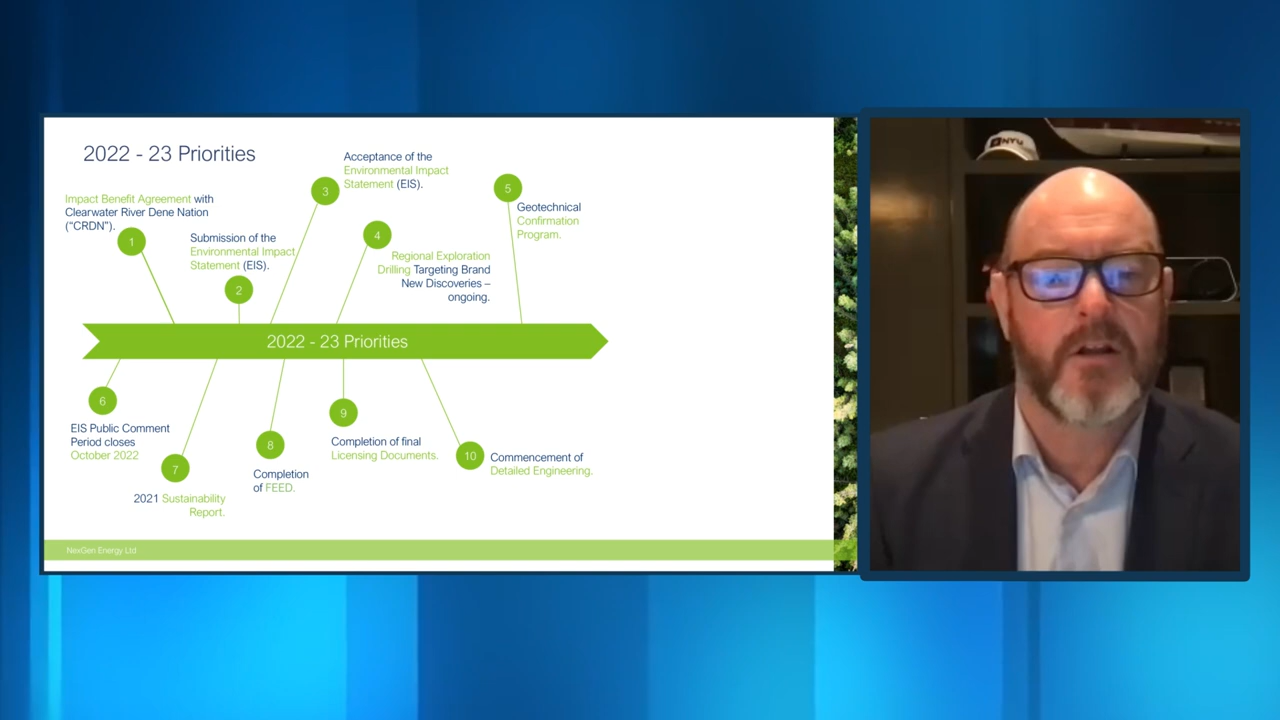 2022 - 23 Priorities
Impact Benefit Agreement with
Clearwater River Dene Nation
("CRDN").
1
Submission of the
Environmental Impact
Statement (EIS).
2
Acceptance of the
Environmental Impact
Statement (EIS).
3
4
Regional Exploration
Drilling Targeting Brand
New Discoveries –
ongoing.
5
Geotechnical
Confirmation
Program.
2022 - 23 Priorities
6
EIS Public Comment
Period closes
October 2022
7
2021 Sustainability
Report.
8
Completion
of FEED.
9
Completion of final
Licensing Documents.
10
Commencement of
Detailed Engineering.
NexGen Energy Ltd
NYU